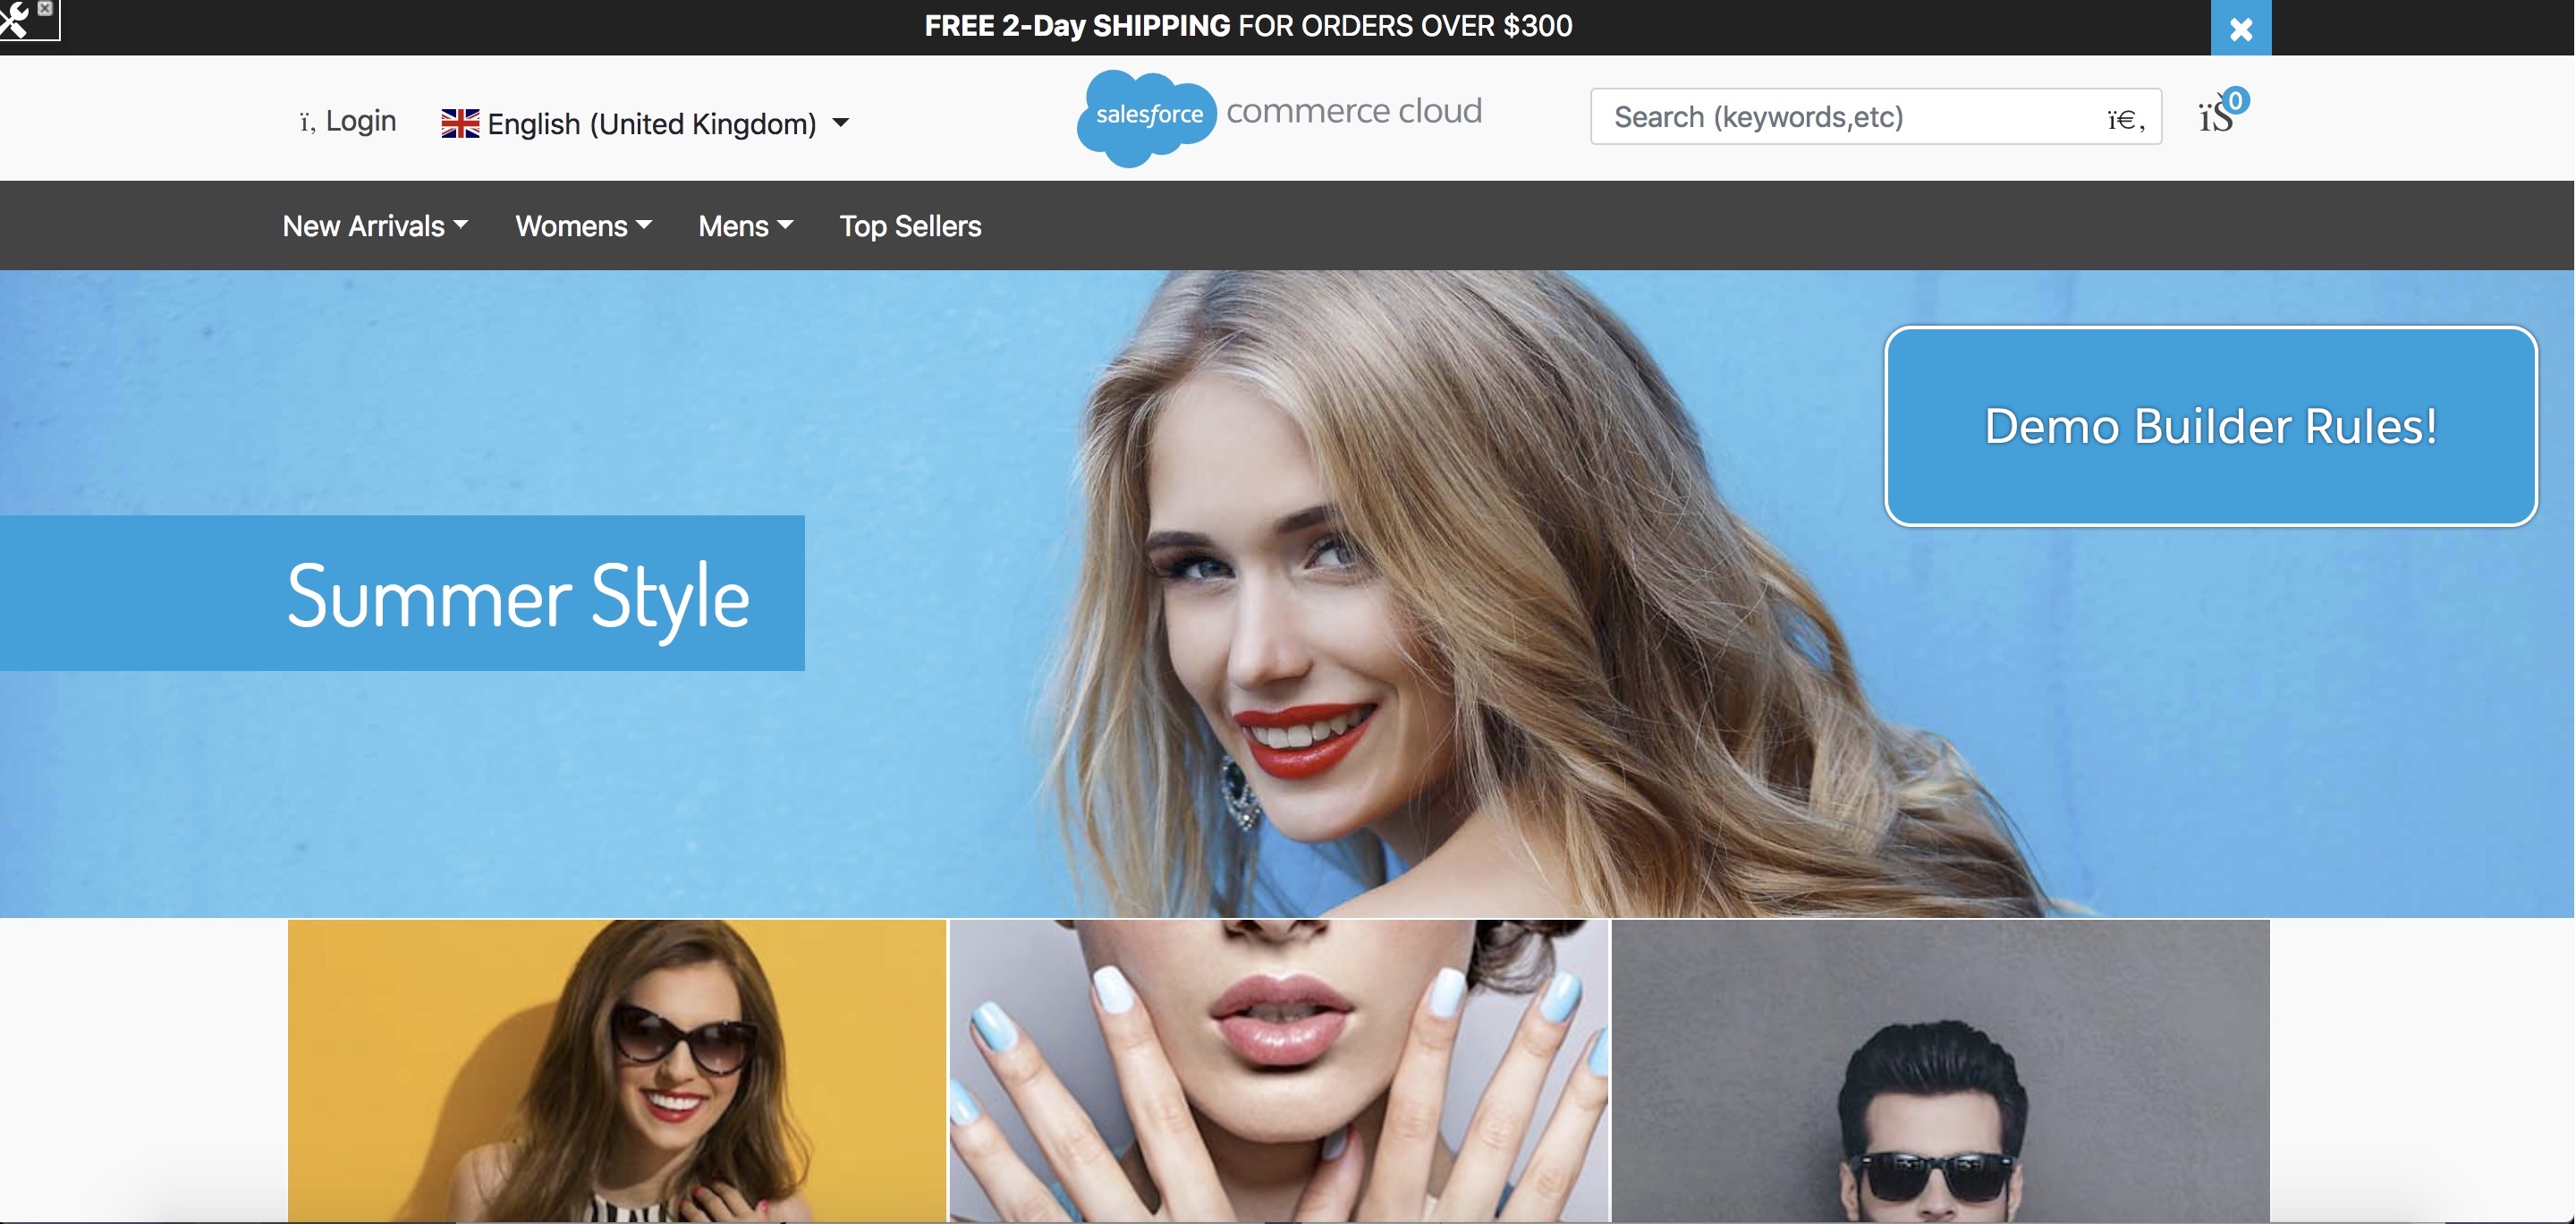 FREE 2-Day SHIPPING FOR ORDERS OVER $300
ï‚ Login
English (United Kingdom)
salesforce commerce cloud
Search (keywords,etc)
ï€‚
ïŠ 0
New Arrivals
Womens
Mens
Top Sellers
Demo Builder Rules!
Summer Style